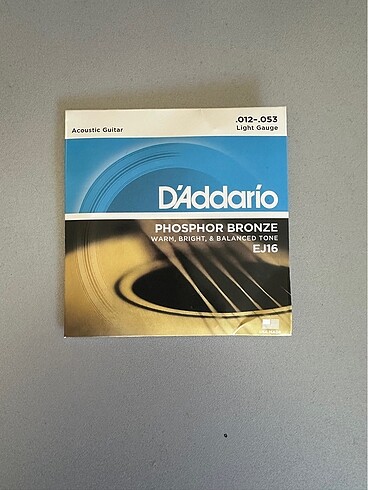 .012-.053
Acoustic Guitar
Light Gauge
D'Addario
PHOSPHOR BRONZE
WARM, BRIGHT, & BALANCED TONE
EJ16